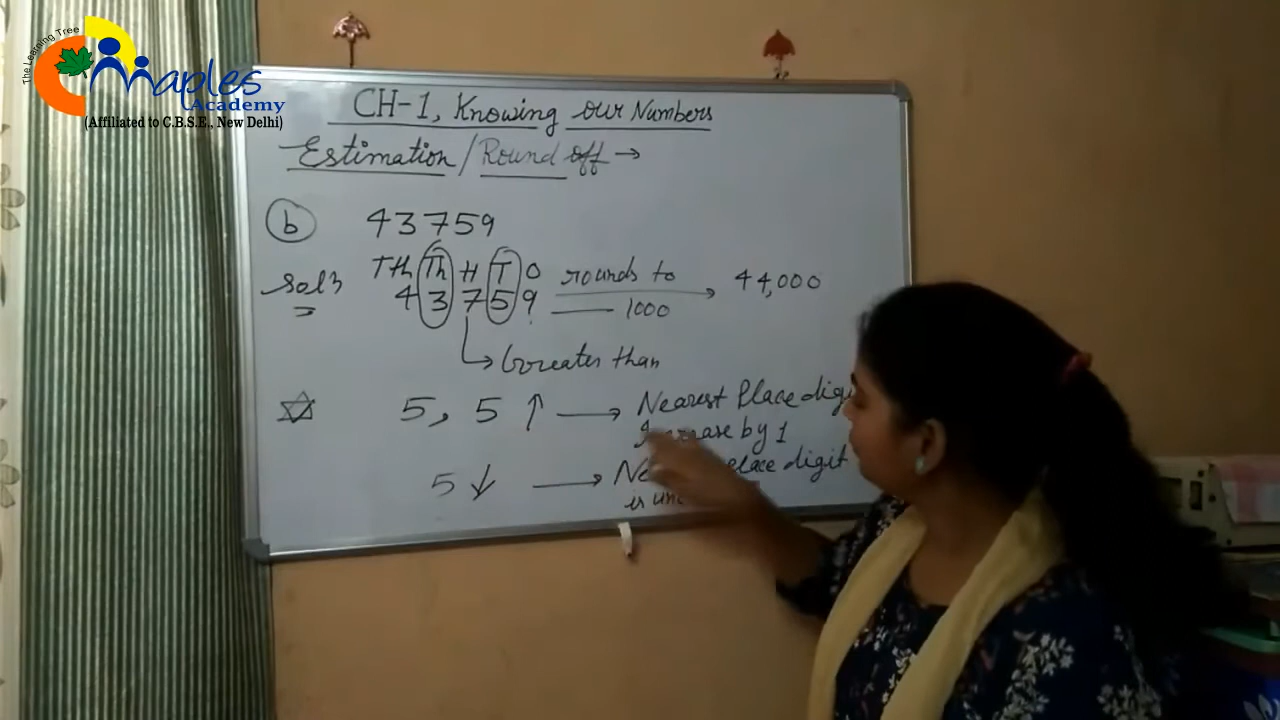 The Learning Tree
Maples
Academy
(Affiliated to C.B.S.E., New Delhi)
CH-1, Knowing our Numbers
Estimation / Round off →
b 43759
Soln TTh Th H T O rounds to → 44,000
4 3 7 5 9 1000
↳ Greater than
5, 5 ↑ → Nearest Place digit
Increase by 1
5 ↓ → place digit
is